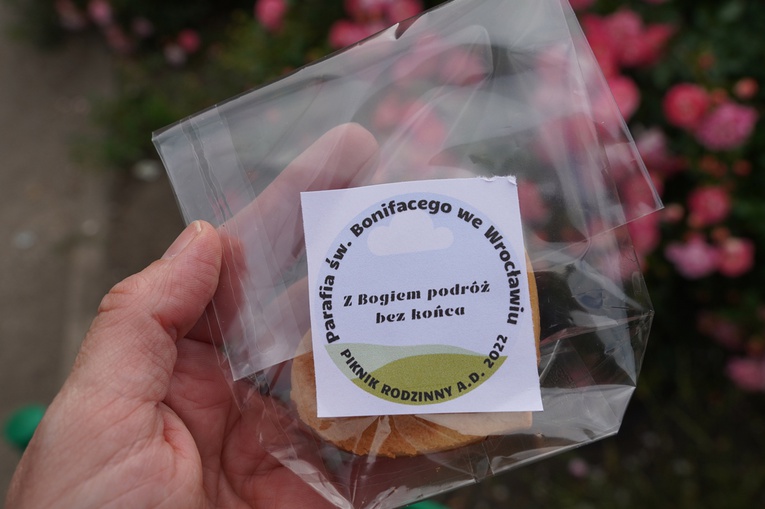 Parafia św. Bonifacego we Wrocławiu
Z Bogiem podróż
bez końca
PIKNIK RODZINNY A.D. 2022